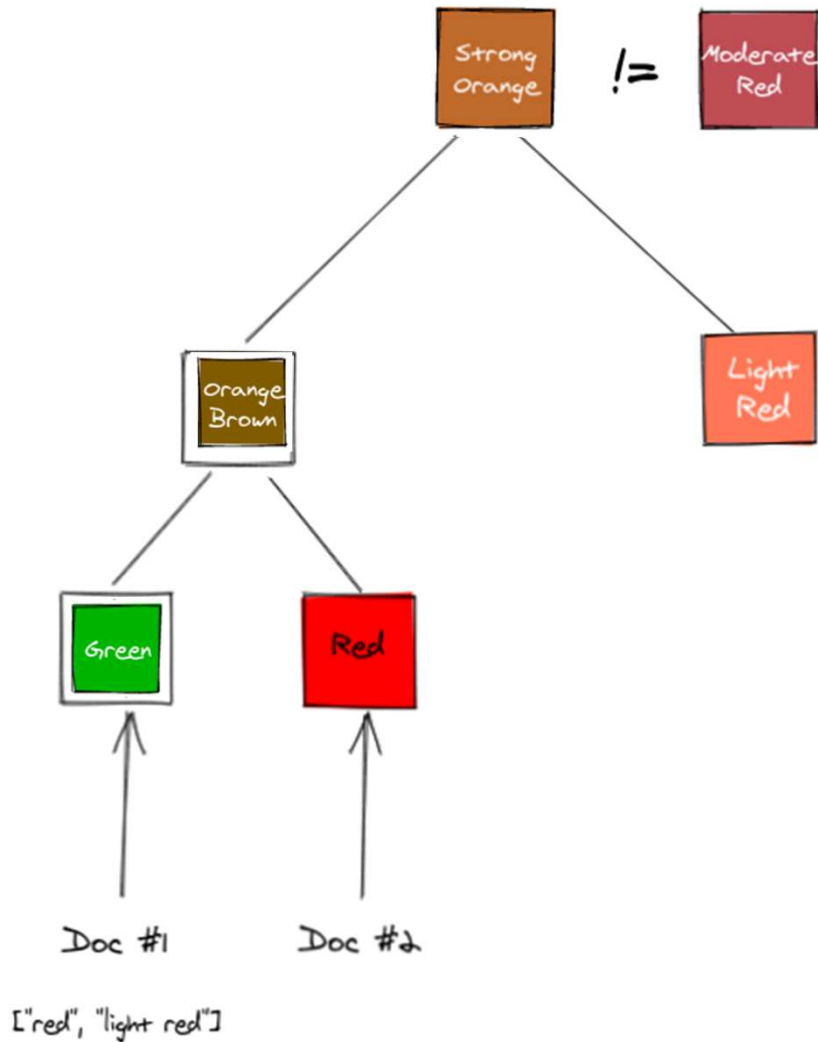 Strong
Orange
!=
Moderate
Red
Orange
Brown
Light
Red
Green
Red
Doc #1
Doc #2
["red", "light red"]